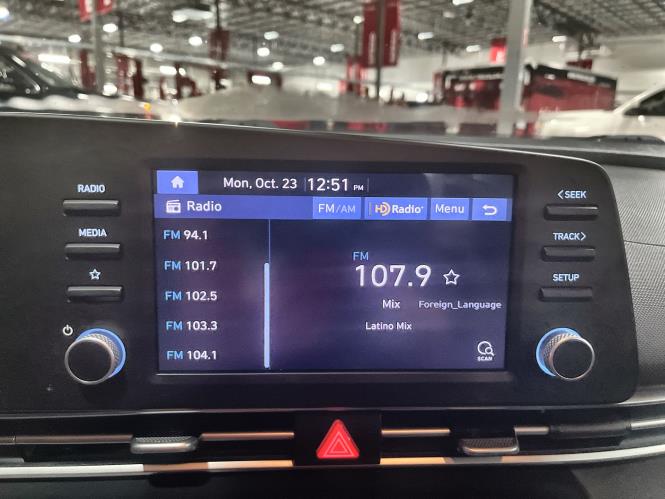 RADIO
MEDIA
Mon, Oct. 23 12:51 PM
Radio FM/AM HD Radio Menu
FM 94.1
FM 101.7
FM 102.5
FM 103.3
FM 104.1
FM
107.9
Mix Foreign_Language
Latino Mix
SCAN
<SEEK
TRACK>
SETUP